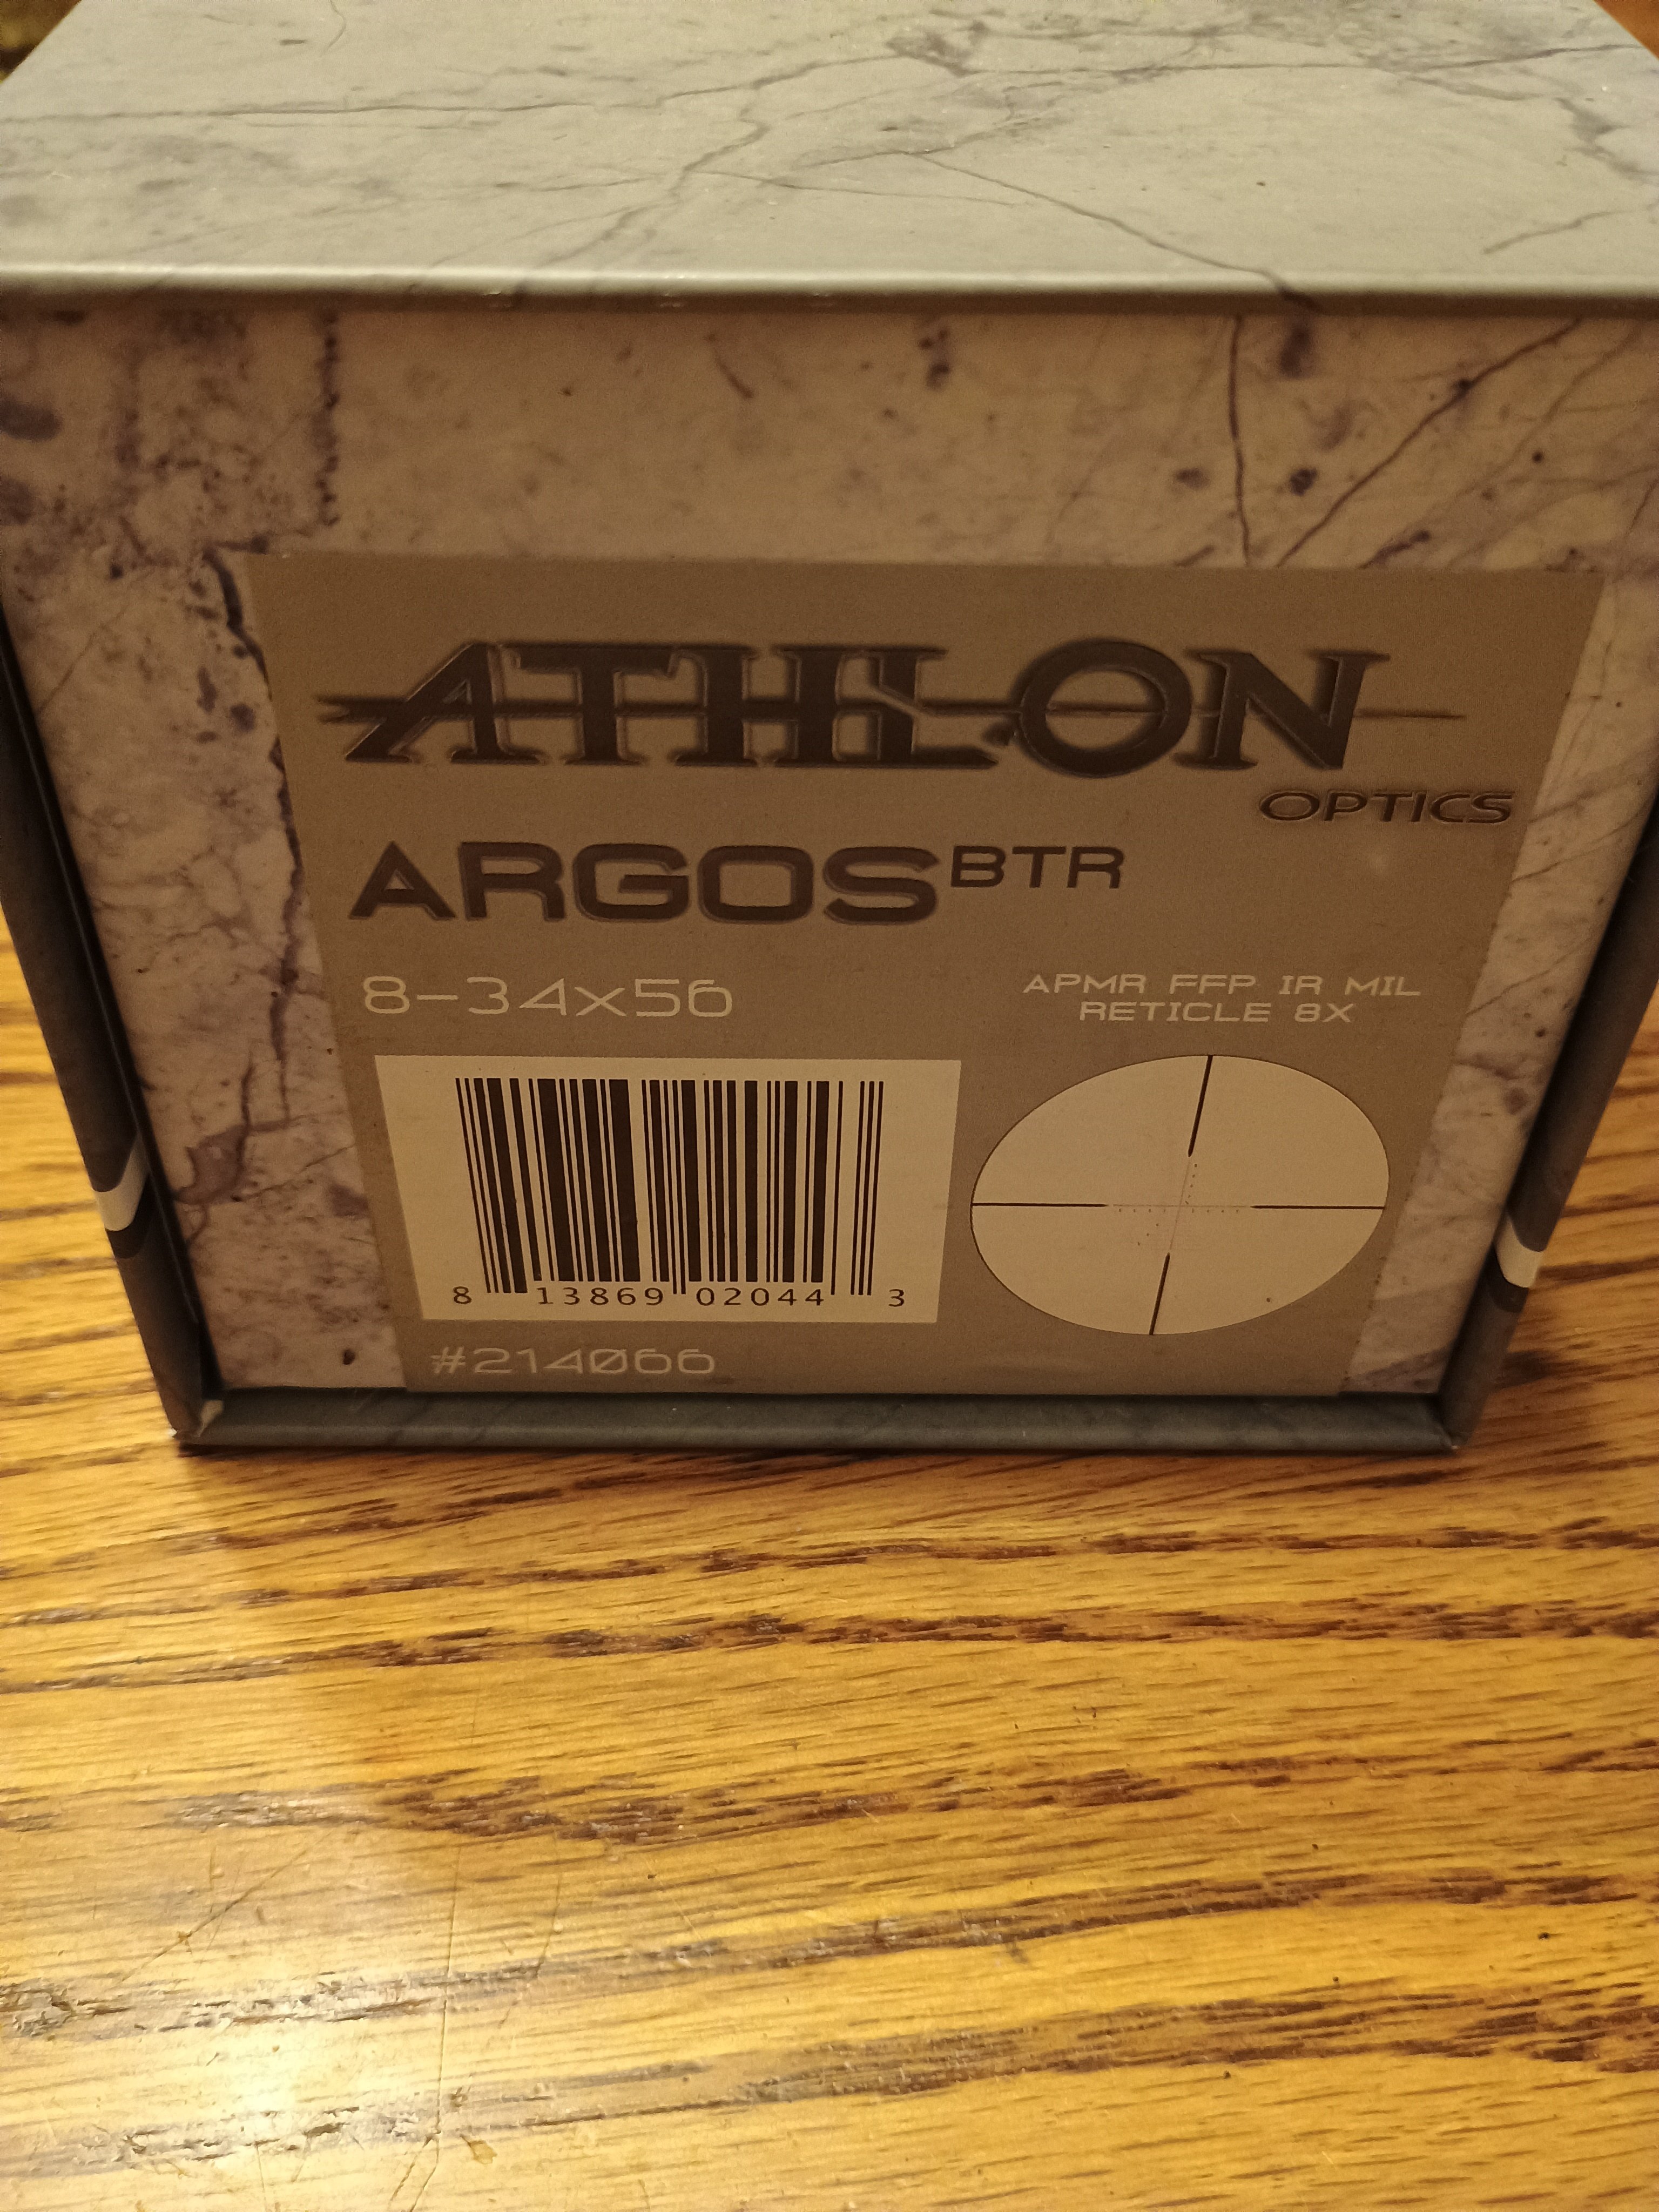 ATHLON
OPTICS
ARGOS BTR
8-34x56
APMR FFP IR MIL
RETICLE 8X
8 13869 02044 3
#214066